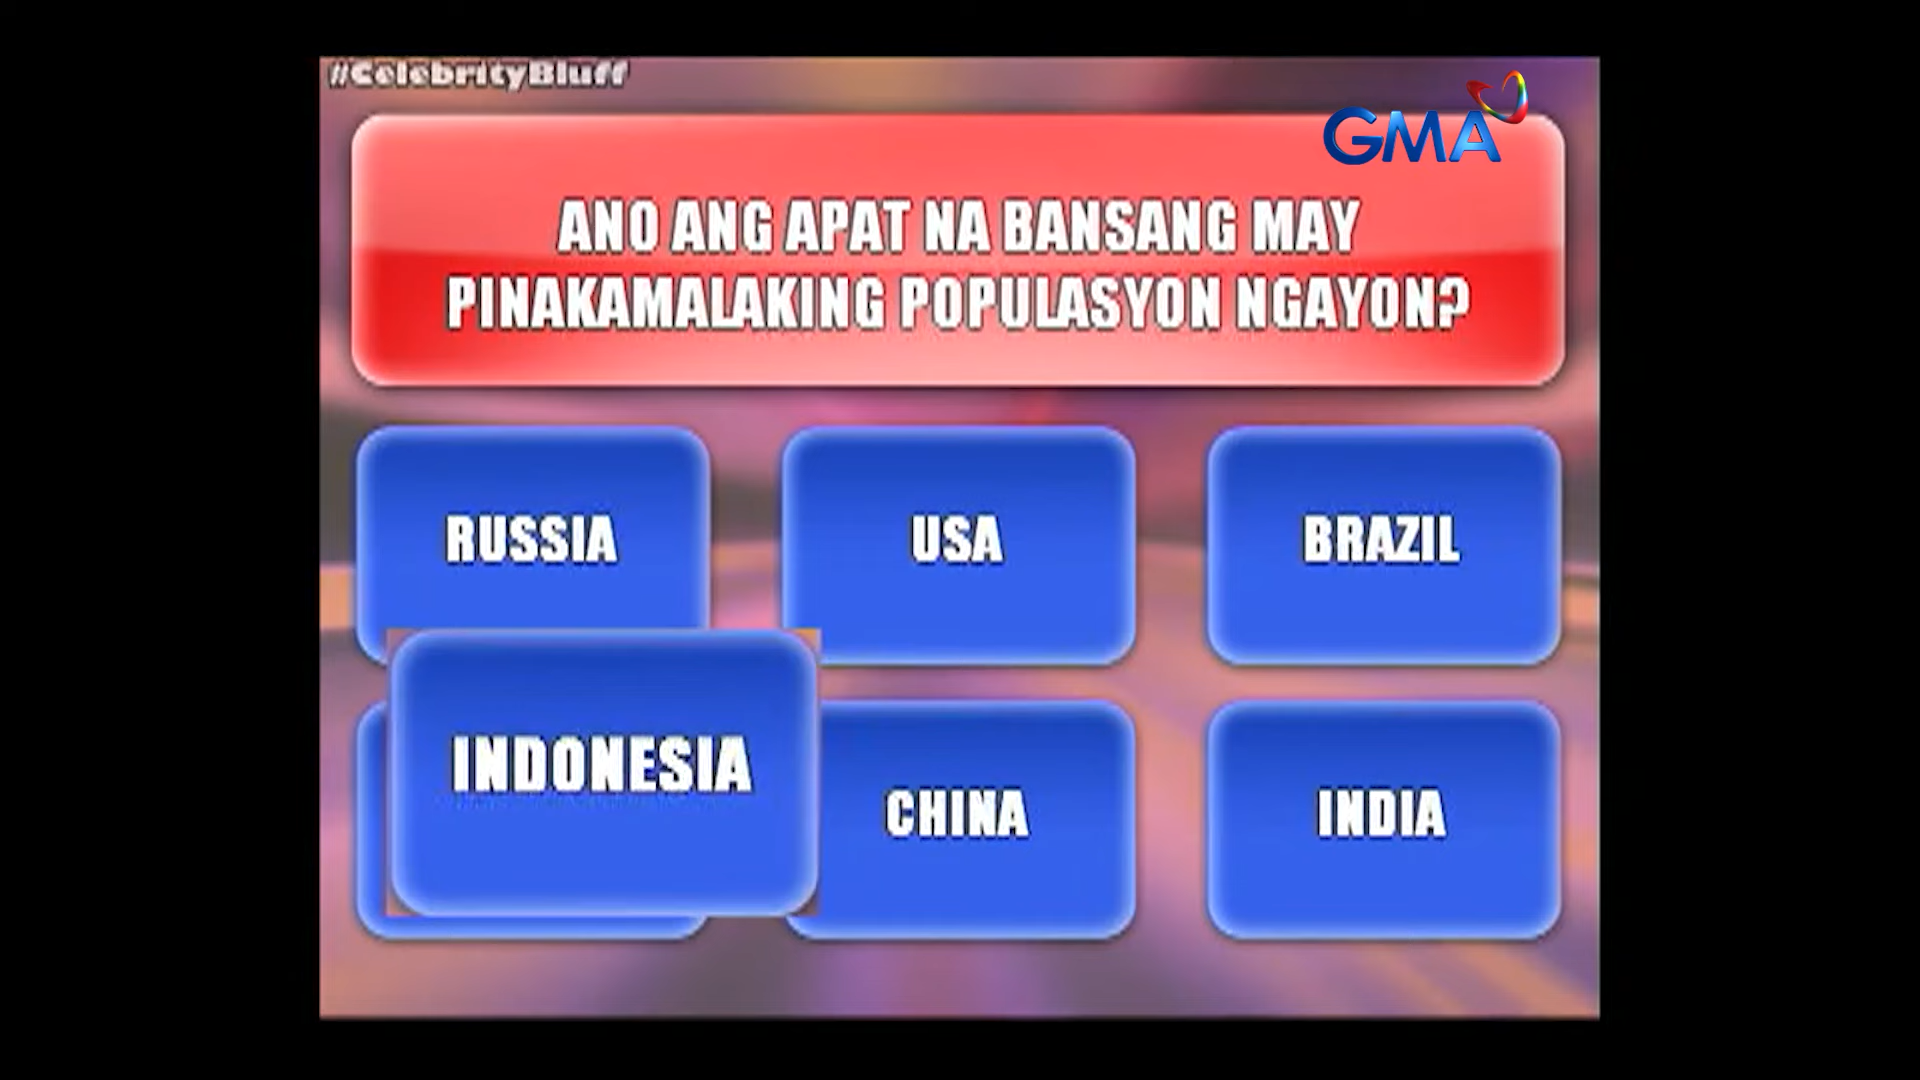 #CelebrityBluff
GMA
ANO ANG APAT NA BANSANG MAY
PINAKAMALAKING POPULASYON NGAYON?
RUSSIA
USA
BRAZIL
INDONESIA
CHINA
INDIA